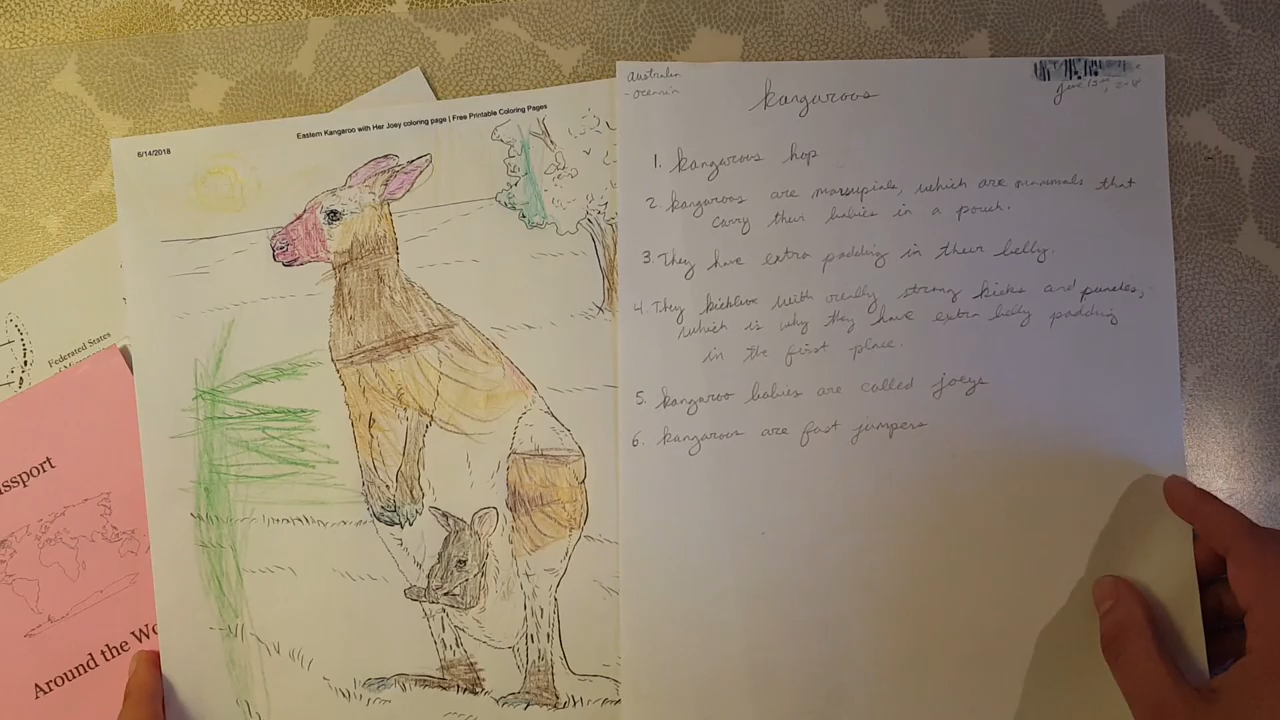 6/14/2018
Eastern Kangaroo with Her Joey coloring page | Free Printable Coloring Pages
Federated States
Passport
Around the Wo
australia
- oceania
June 15th, 2018
kangaroos
1. kangaroos hop
2. kangaroos are marsupials, which are mammals that
carry their babies in a pouch.
3. They have extra padding in their belly.
4. They kickbox with really strong kicks and punches,
which is why they have extra belly padding
in the first place.
5. kangaroo babies are called joeys
6. kangaroos are fast jumpers